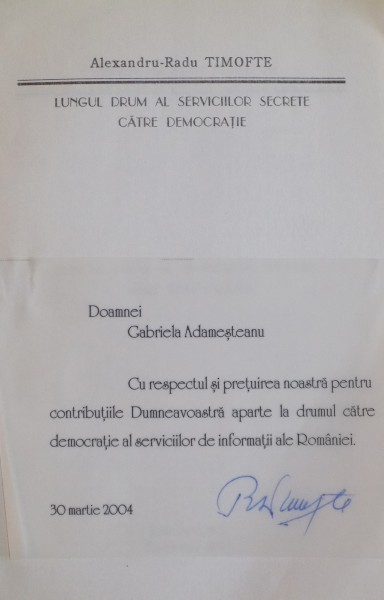 Alexandru-Radu TIMOFTE
LUNGUL DRUM AL SERVICIILOR SECRETE
CĂTRE DEMOCRAȚIE
Doamnei
Gabriela Adameșteanu
Cu respectul și prețuirea noastră pentru
contribuțiile Dumneavoastră aparte la drumul către
democrație al serviciilor de informații ale României.
30 martie 2004